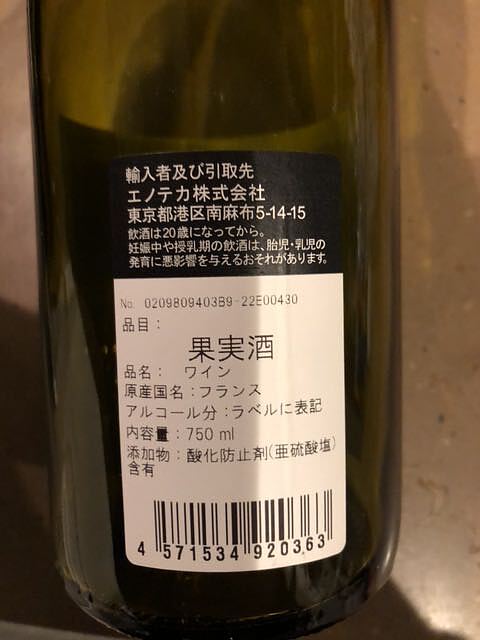 輸入者及び引取先
エノテカ株式会社
東京都港区南麻布5-14-15
飲酒は20歳になってから。
妊娠中や授乳期の飲酒は、胎児・乳児の
発育に悪影響を与えるおそれがあります。
No. 0209809403B9-22E00430
品目：
果実酒
品名： ワイン
原産国名：フランス
アルコール分：ラベルに表記
内容量：750 ml
添加物：酸化防止剤(亜硫酸塩)
含有
4 571534 920363